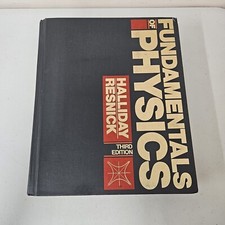 FUNDAMENTALS
OF
PHYSICS
HALLIDAY
RESNICK
THIRD
EDITION